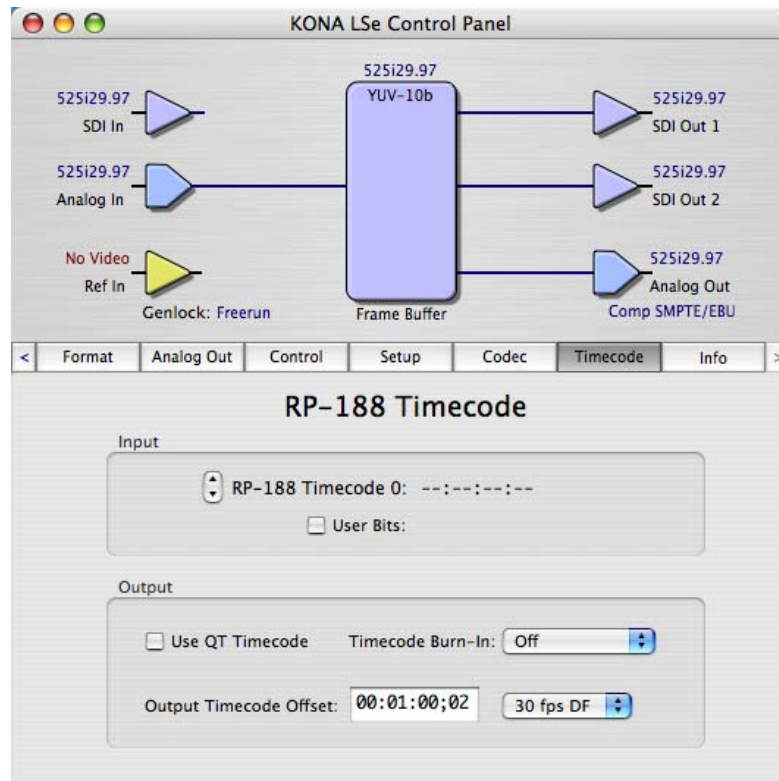 KONA LSe Control Panel
525i29.97
YUV-10b
525i29.97
SDI In
525i29.97
SDI Out 1
525i29.97
Analog In
525i29.97
SDI Out 2
No Video
Ref In
Genlock: Freerun
Frame Buffer
525i29.97
Analog Out
Comp SMPTE/EBU
< Format Analog Out Control Setup Codec Timecode Info >
RP-188 Timecode
Input
RP-188 Timecode 0: --:--:--:--
User Bits:
Output
Use QT Timecode Timecode Burn-In: Off
Output Timecode Offset: 00:01:00;02 30 fps DF